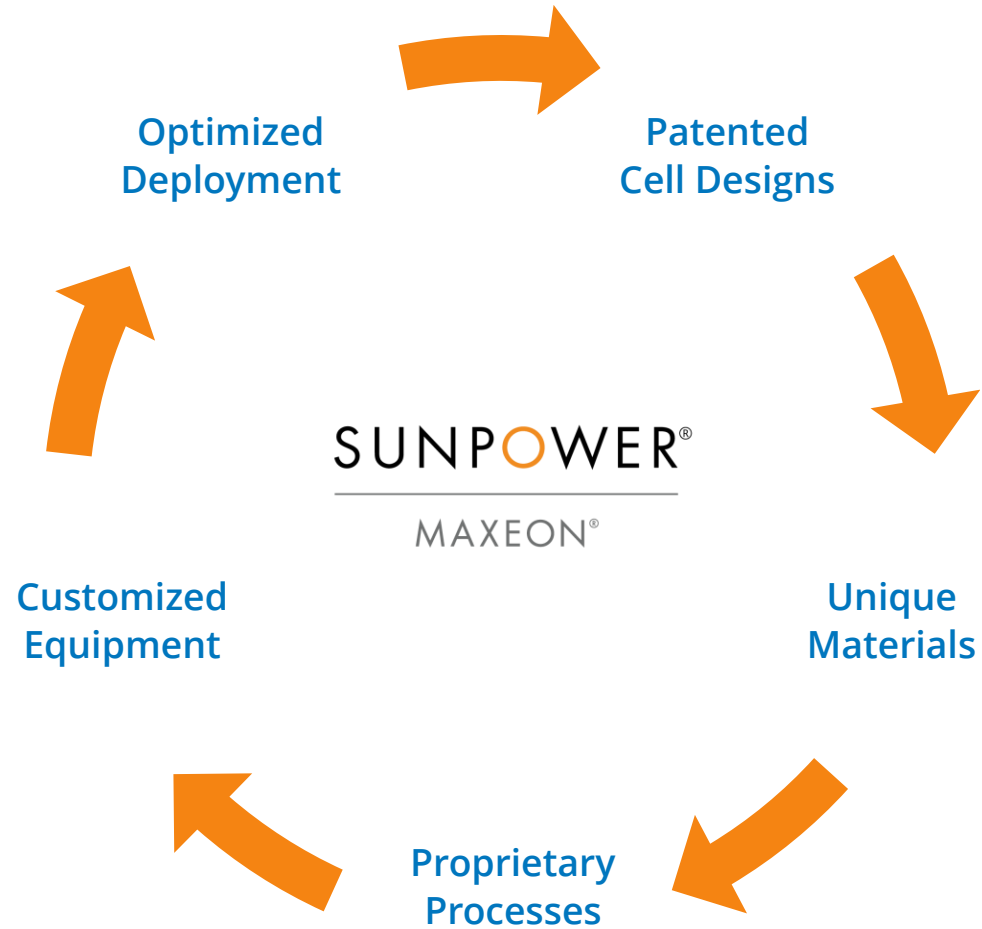 Optimized
Deployment
Patented
Cell Designs
SUNPOWER®
MAXEON®
Customized
Equipment
Unique
Materials
Proprietary
Processes